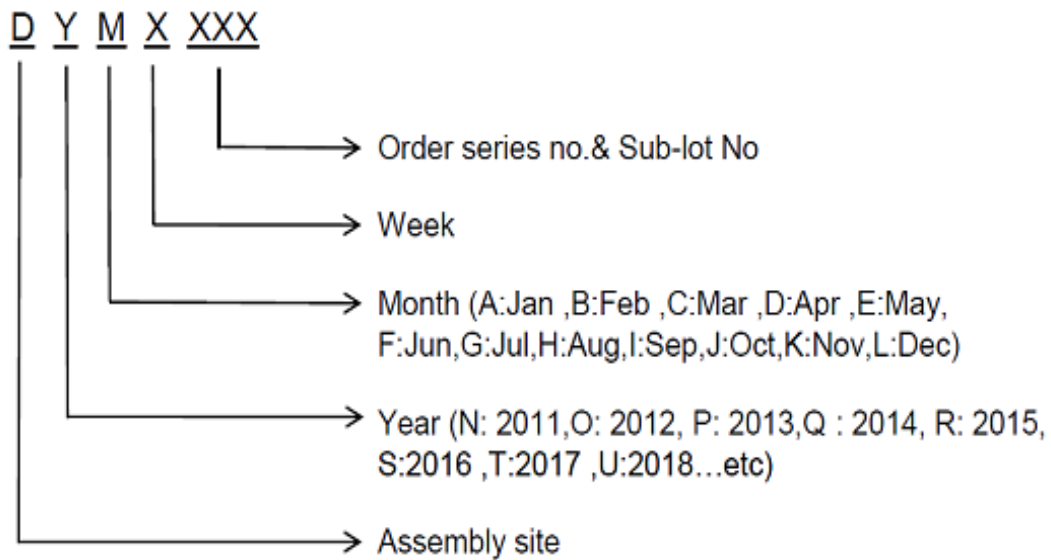 D Y M X XXX
Order series no.& Sub-lot No
Week
Month (A:Jan ,B:Feb ,C:Mar ,D:Apr ,E:May,
F:Jun,G:Jul,H:Aug,I:Sep,J:Oct,K:Nov,L:Dec)
Year (N: 2011,O: 2012, P: 2013,Q : 2014, R: 2015,
S:2016 ,T:2017 ,U:2018...etc)
Assembly site